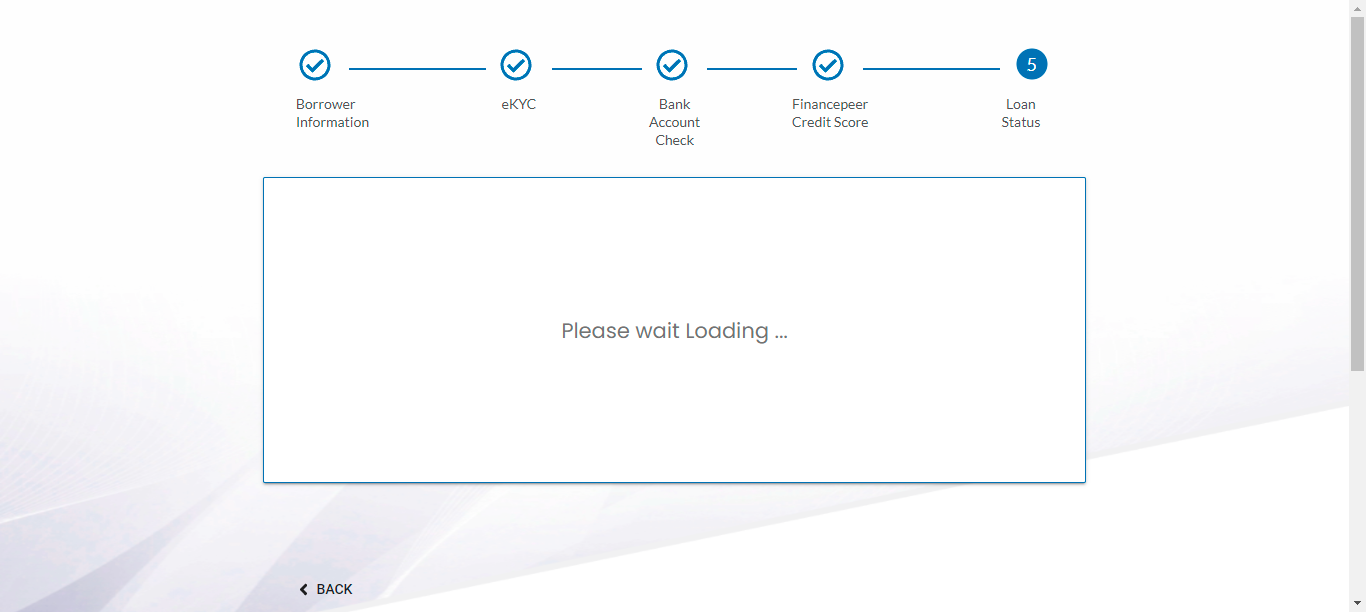 5
Borrower
Information
eKYC
Bank
Account
Check
Financepeer
Credit Score
Loan
Status
Please wait Loading ...
BACK